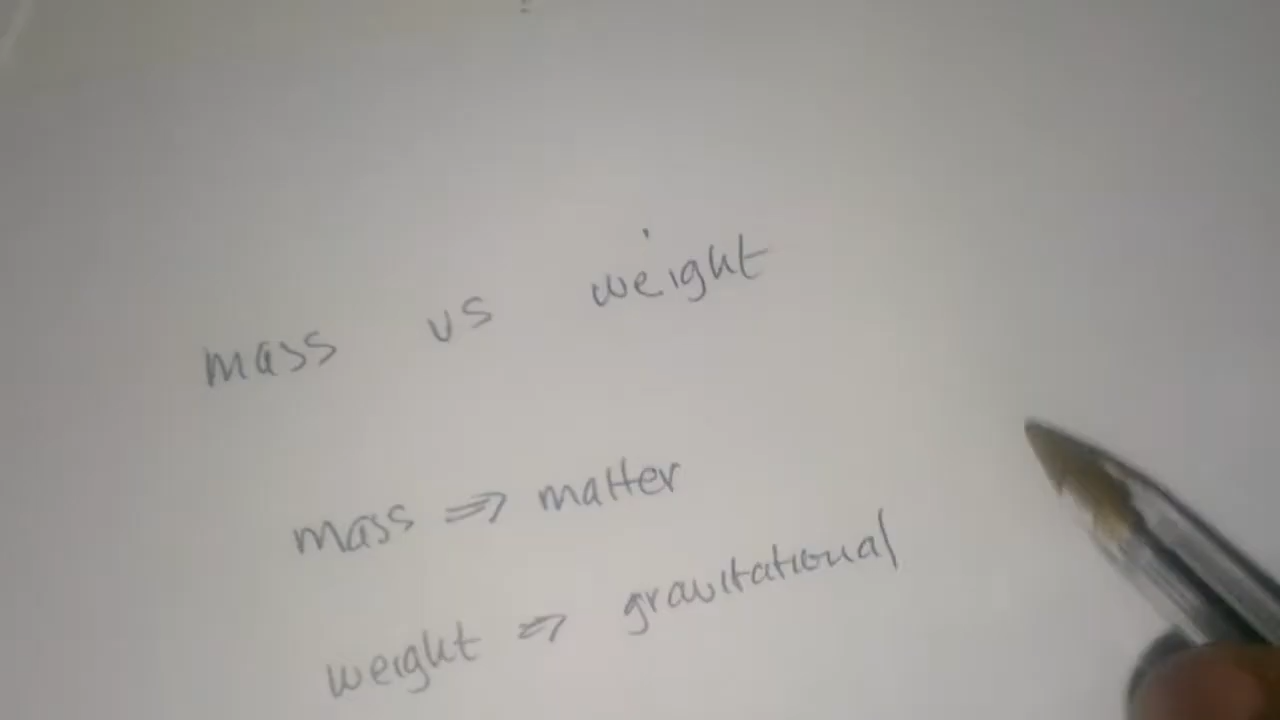 mass vs weight
mass ⇒ matter
weight ⇒ gravitational